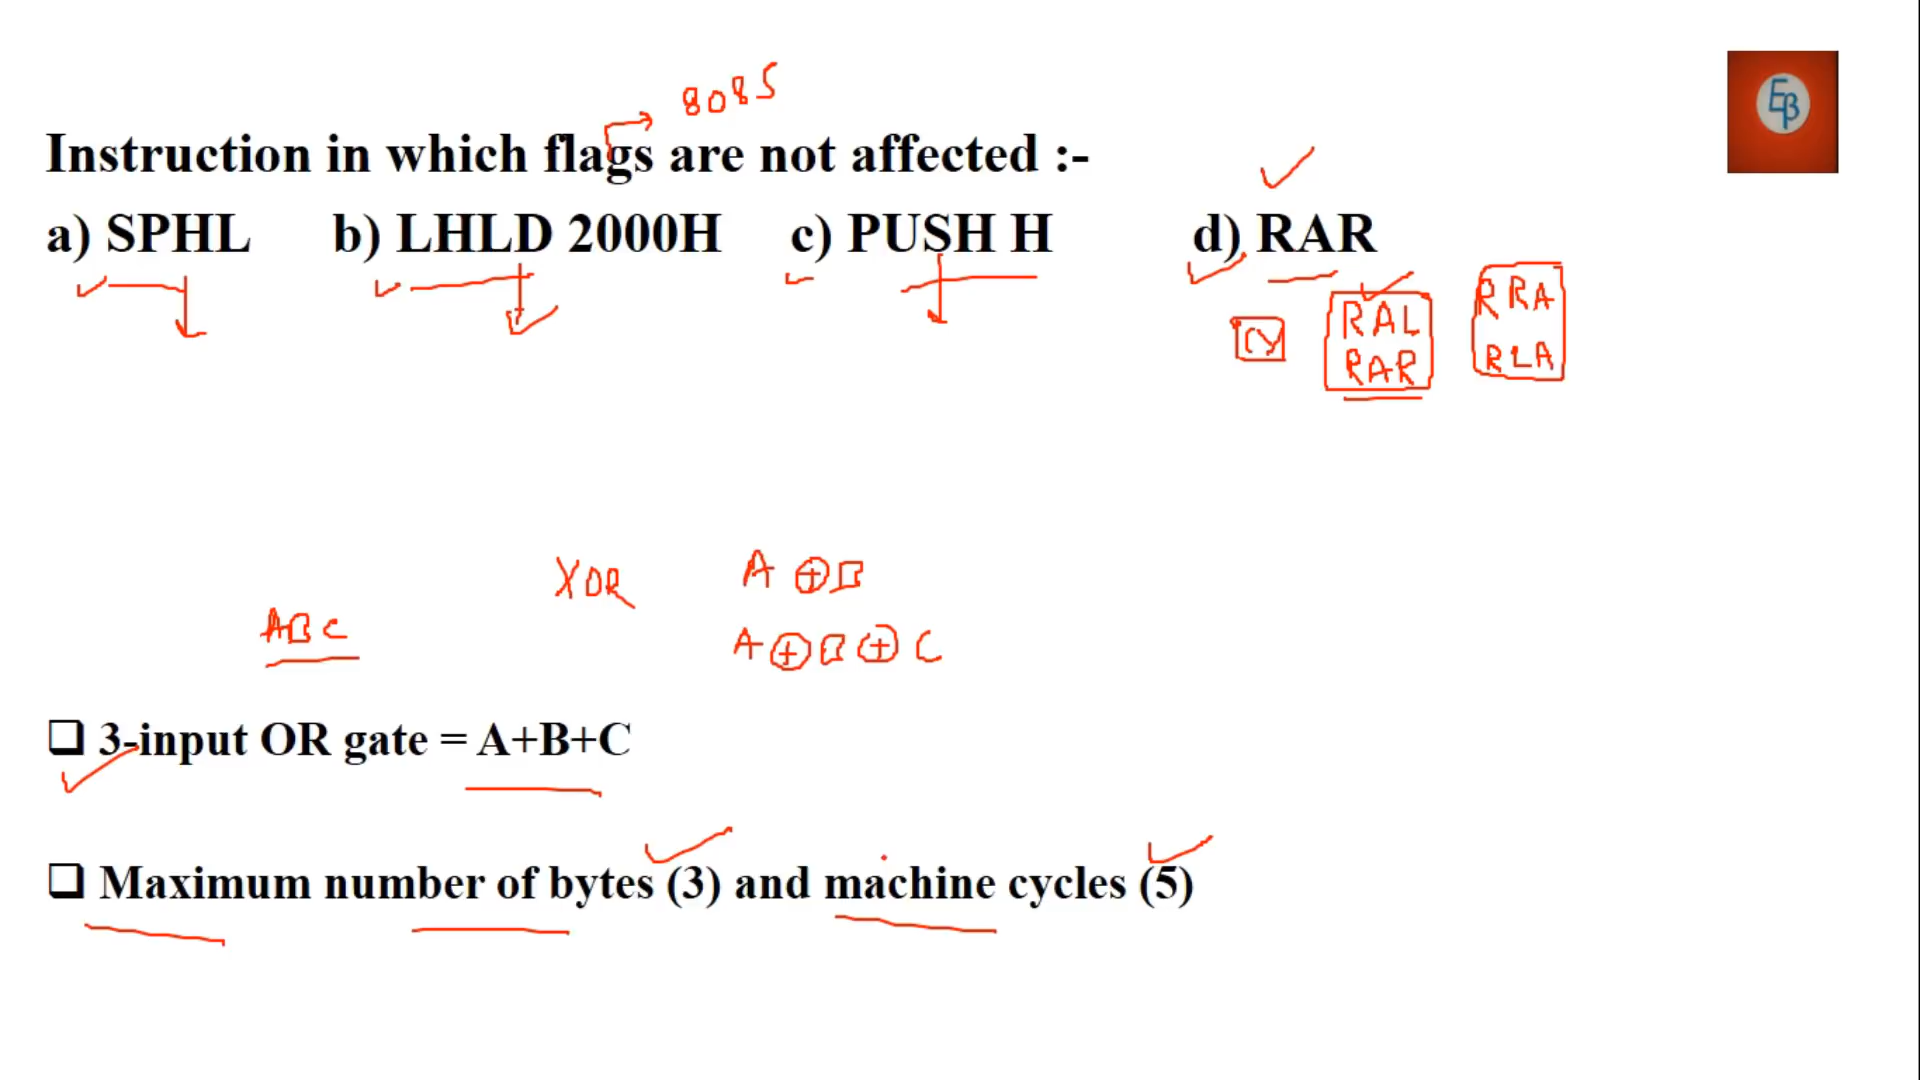 8085
Instruction in which flags are not affected :-
a) SPHL b) LHLD 2000H c) PUSH H d) RAR
CY RAL RRA
RAR RLA
XOR A ⊕ B
ABC A ⊕ B ⊕ C
❑ 3-input OR gate = A+B+C
❑ Maximum number of bytes (3) and machine cycles (5)
Eβ